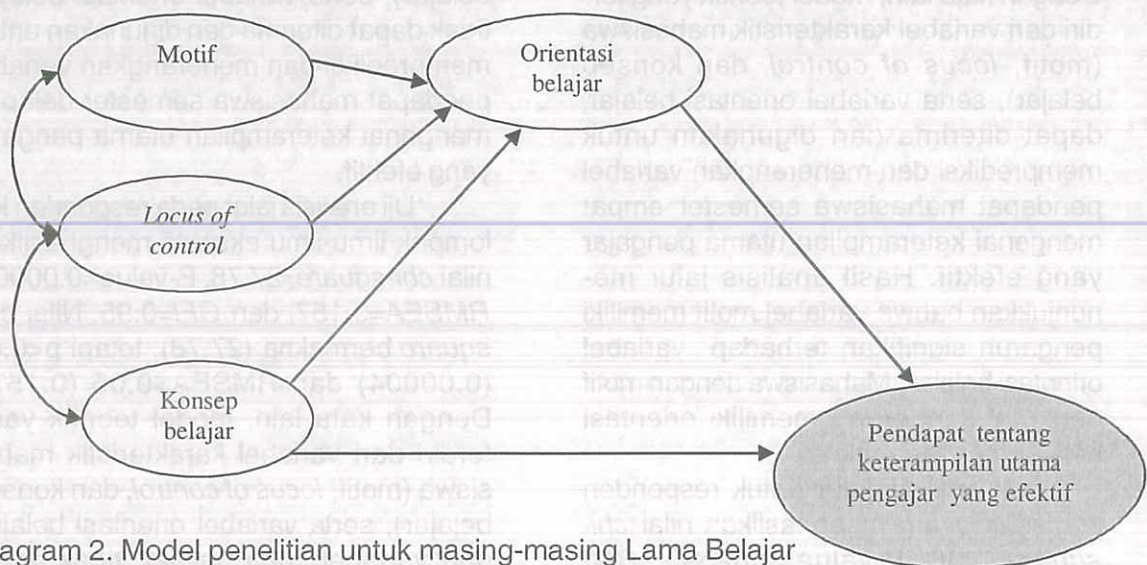 Motif
Orientasi
belajar
Locus of
control
Konsep
belajar
Pendapat tentang
keterampilan utama
pengajar yang efektif
agram 2. Model penelitian untuk masing-masing Lama Belajar